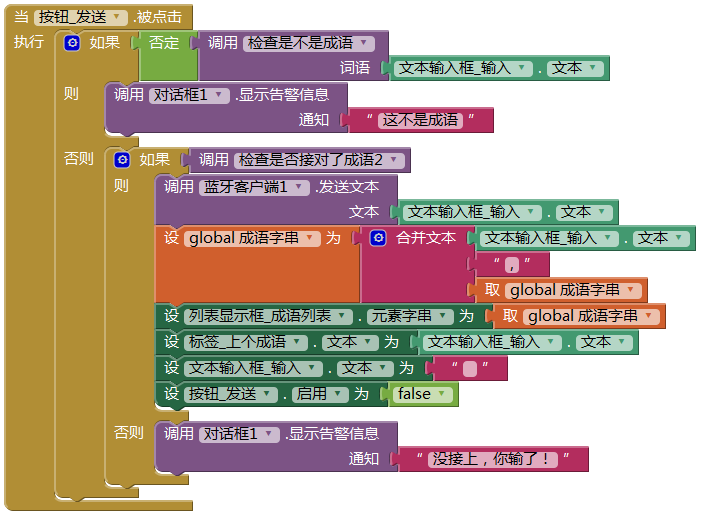 当 按钮_发送 .被点击
执行 如果 否定 调用 检查是不是成语
词语 文本输入框_输入 . 文本
则 调用 对话框1 .显示告警信息
通知 “ 这不是成语 ”
否则 如果 调用 检查是否接对了成语2
则 调用 蓝牙客户端1 .发送文本
文本 文本输入框_输入 . 文本
设 global 成语字串 为 合并文本 文本输入框_输入 . 文本
“ , ”
取 global 成语字串
设 列表显示框_成语列表 . 元素字串 为 取 global 成语字串
设 标签_上个成语 . 文本 为 文本输入框_输入 . 文本
设 文本输入框_输入 . 文本 为 “ ”
设 按钮_发送 . 启用 为 false
否则 调用 对话框1 .显示告警信息
通知 “ 没接上，你输了！ ”